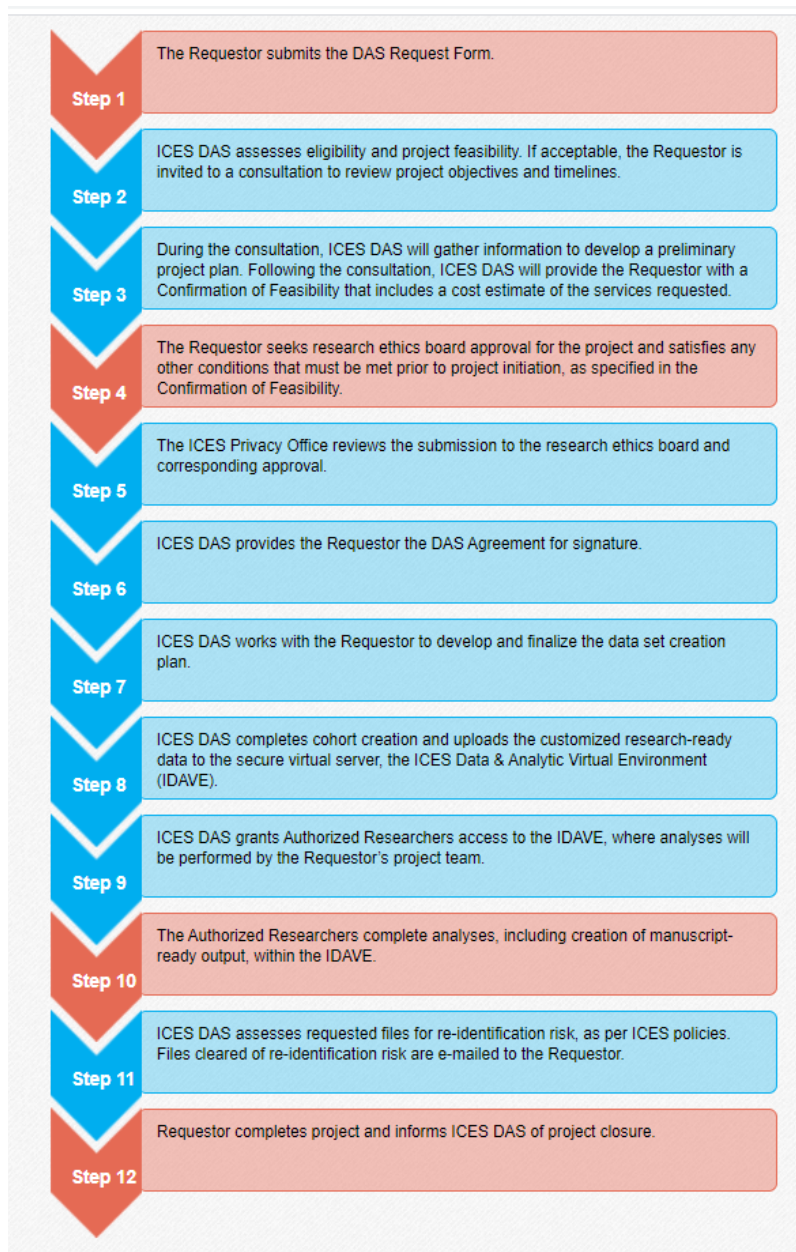 Step 1
The Requestor submits the DAS Request Form.
Step 2
ICES DAS assesses eligibility and project feasibility. If acceptable, the Requestor is
invited to a consultation to review project objectives and timelines.
Step 3
During the consultation, ICES DAS will gather information to develop a preliminary
project plan. Following the consultation, ICES DAS will provide the Requestor with a
Confirmation of Feasibility that includes a cost estimate of the services requested.
Step 4
The Requestor seeks research ethics board approval for the project and satisfies any
other conditions that must be met prior to project initiation, as specified in the
Confirmation of Feasibility.
Step 5
The ICES Privacy Office reviews the submission to the research ethics board and
corresponding approval.
Step 6
ICES DAS provides the Requestor the DAS Agreement for signature.
Step 7
ICES DAS works with the Requestor to develop and finalize the data set creation
plan.
Step 8
ICES DAS completes cohort creation and uploads the customized research-ready
data to the secure virtual server, the ICES Data & Analytic Virtual Environment
(IDAVE).
Step 9
ICES DAS grants Authorized Researchers access to the IDAVE, where analyses will
be performed by the Requestor’s project team.
Step 10
The Authorized Researchers complete analyses, including creation of manuscript-
ready output, within the IDAVE.
Step 11
ICES DAS assesses requested files for re-identification risk, as per ICES policies.
Files cleared of re-identification risk are e-mailed to the Requestor.
Step 12
Requestor completes project and informs ICES DAS of project closure.